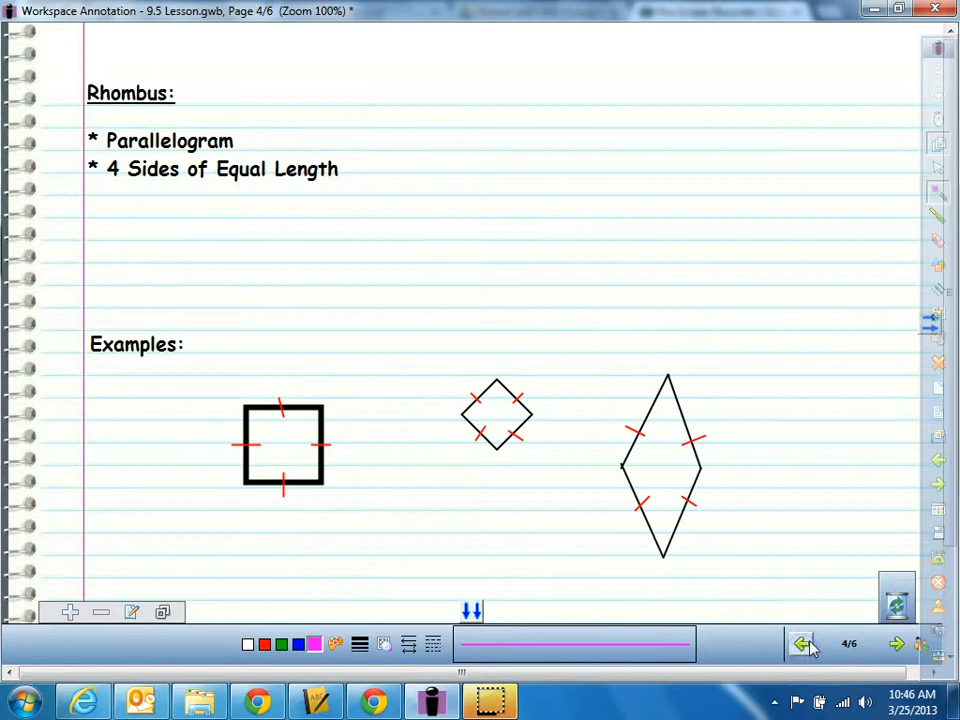 Workspace Annotation - 9.5 Lesson.gwb, Page 4/6 (Zoom 100%) *
Rhombus:
* Parallelogram
* 4 Sides of Equal Length
Examples:
4/6
10:46 AM
3/25/2013